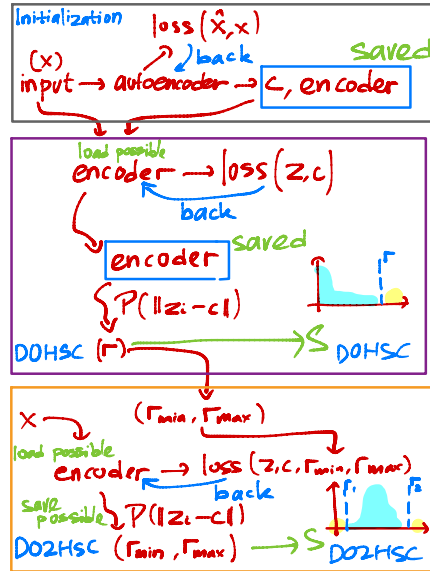 Initialization
loss(x̂,x)
back
saved
(x)
input → autoencoder → c, encoder
load possible
encoder → loss(z,c)
back
encoder
saved
P(‖zi-c‖)
r
DOHSC (r) → S DOHSC
x
(rmin, rmax)
load possible
encoder → loss(z,c,rmin,rmax)
back
save possible
P(‖zi-c‖)
r1 r2
DO2HSC (rmin, rmax) → S DO2HSC